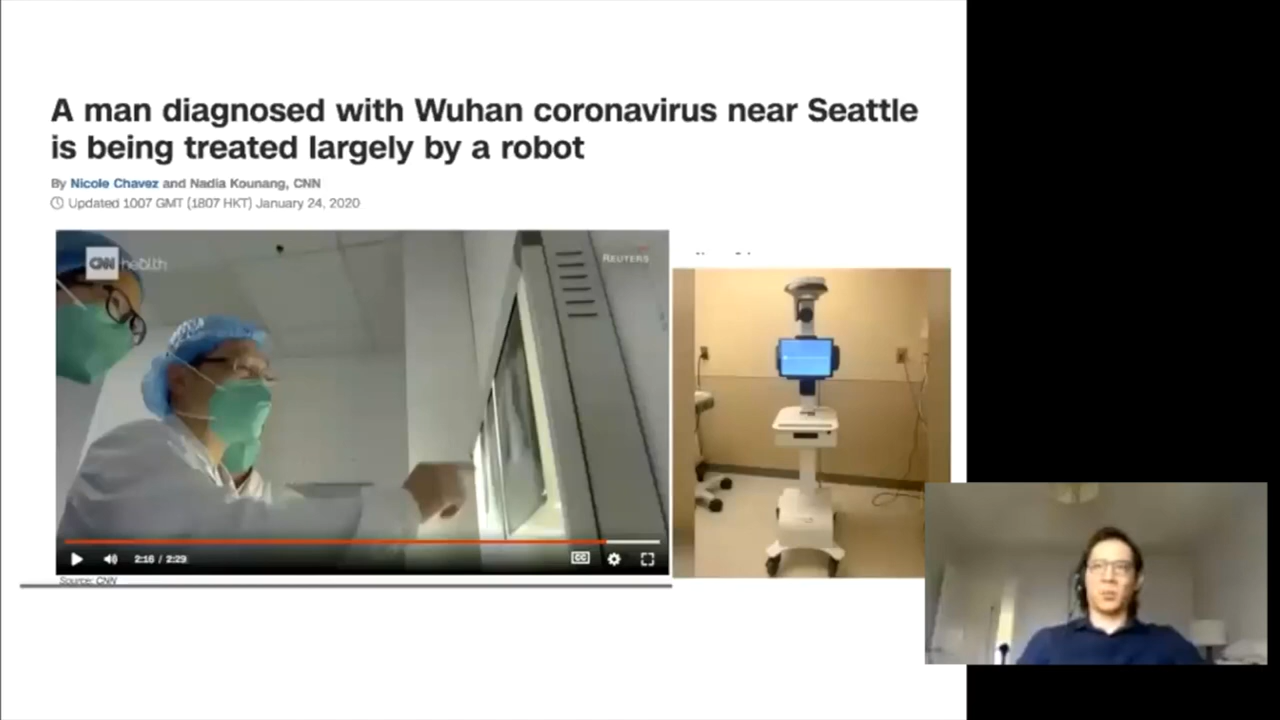 A man diagnosed with Wuhan coronavirus near Seattle
is being treated largely by a robot
By Nicole Chavez and Nadia Kounang, CNN
Updated 1007 GMT (1807 HKT) January 24, 2020
CNN health
REUTERS
2:16 / 2:29
CC
Source: CNN